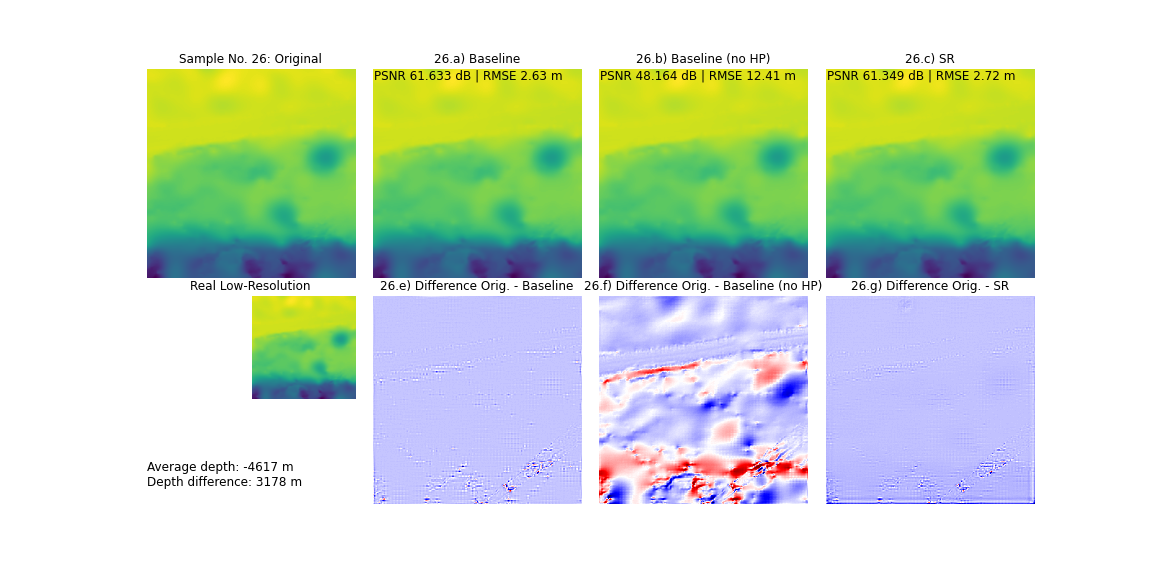 Sample No. 26: Original
26.a) Baseline
26.b) Baseline (no HP)
26.c) SR
PSNR 61.633 dB | RMSE 2.63 m
PSNR 48.164 dB | RMSE 12.41 m
PSNR 61.349 dB | RMSE 2.72 m
Real Low-Resolution
26.e) Difference Orig. - Baseline
26.f) Difference Orig. - Baseline (no HP)
26.g) Difference Orig. - SR
Average depth: -4617 m
Depth difference: 3178 m